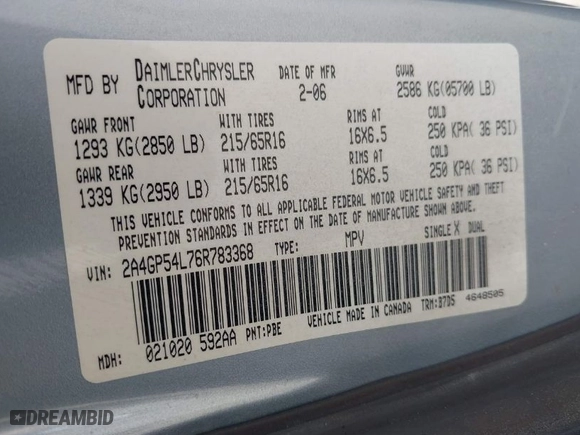 MFD BY DAIMLERCHRYSLER CORPORATION DATE OF MFR 2-06 GVWR 2586 KG(05700 LB)
GAWR FRONT WITH TIRES RIMS AT COLD
1293 KG(2850 LB) 215/65R16 16X6.5 250 KPA( 36 PSI)
GAWR REAR WITH TIRES RIMS AT COLD
1339 KG(2950 LB) 215/65R16 16X6.5 250 KPA( 36 PSI)
THIS VEHICLE CONFORMS TO ALL APPLICABLE FEDERAL MOTOR VEHICLE SAFETY AND THEFT
PREVENTION STANDARDS IN EFFECT ON THE DATE OF MANUFACTURE SHOWN ABOVE.
VIN: 2A4GP54L76R783368 TYPE: MPV SINGLE X DUAL
MDH: 021020 592AA PNT:PBE VEHICLE MADE IN CANADA TRM:B7D5 4648505
DREAMBID